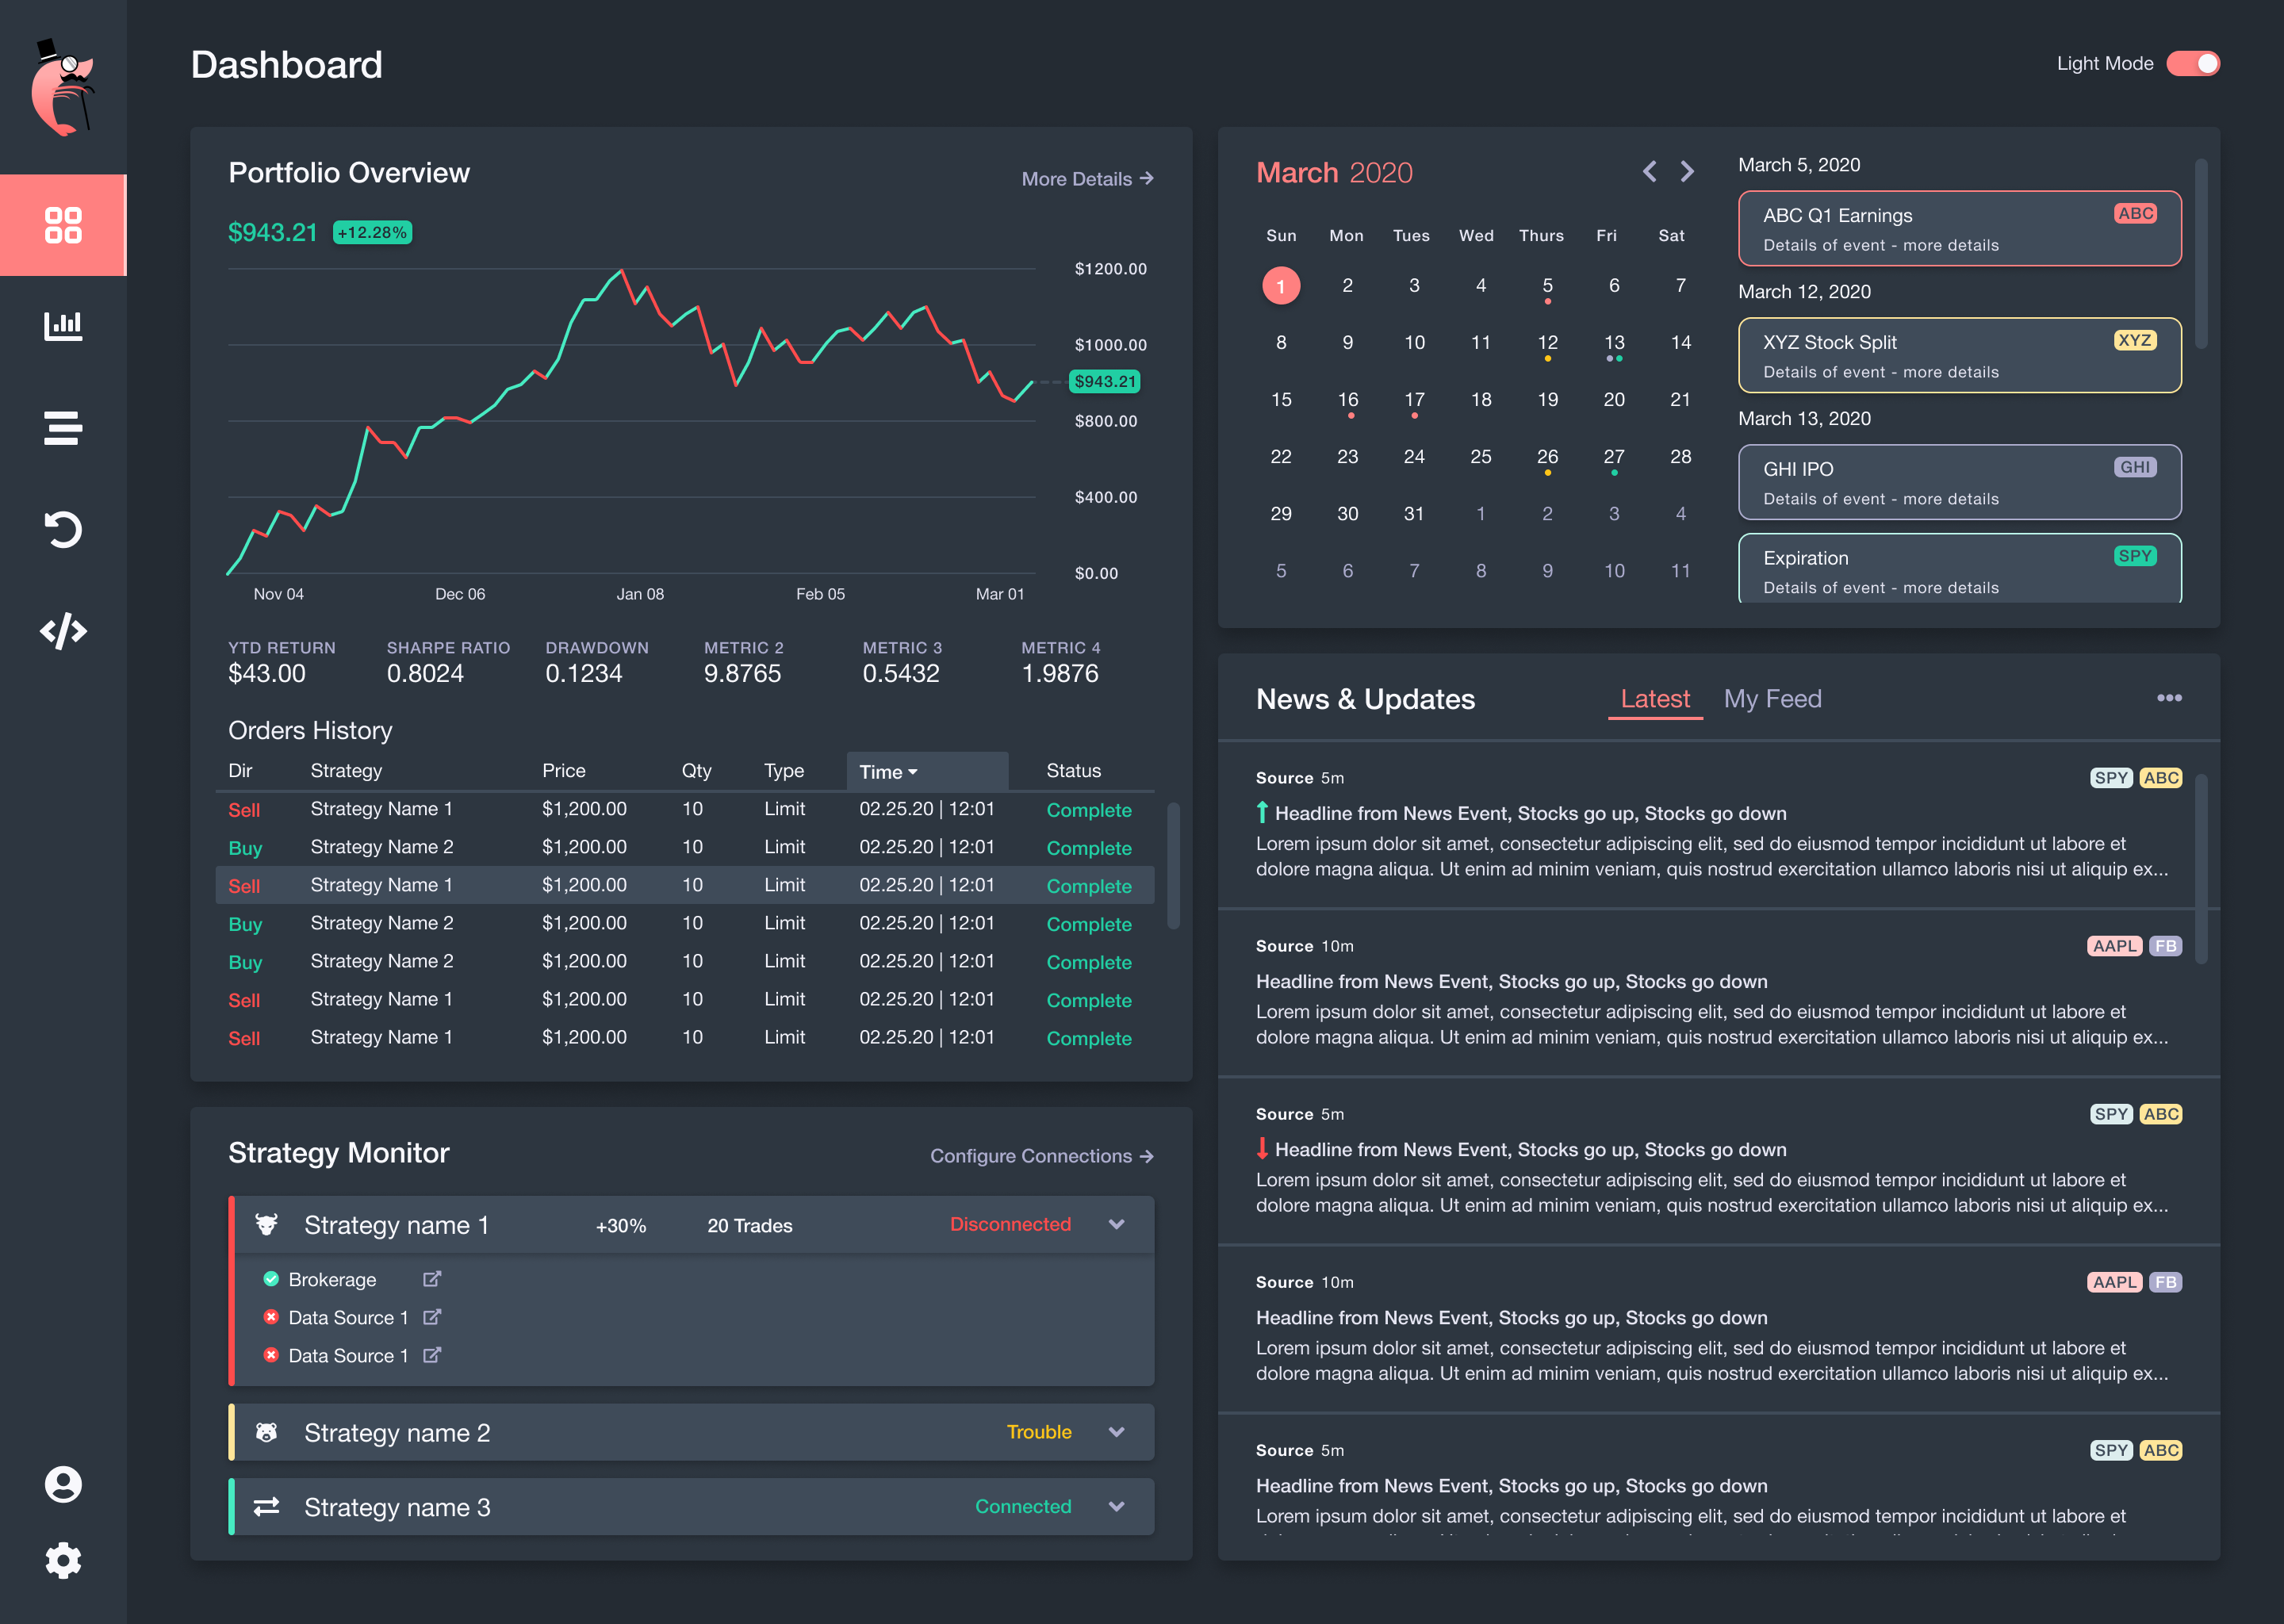 Dashboard
Light Mode
Portfolio Overview
More Details
$943.21 +12.28%
$1200.00
$1000.00
$943.21
$800.00
$400.00
$0.00
Nov 04 Dec 06 Jan 08 Feb 05 Mar 01
YTD RETURN SHARPE RATIO DRAWDOWN METRIC 2 METRIC 3 METRIC 4
$43.00 0.8024 0.1234 9.8765 0.5432 1.9876
Orders History
Dir Strategy Price Qty Type Time Status
Sell Strategy Name 1 $1,200.00 10 Limit 02.25.20 | 12:01 Complete
Buy Strategy Name 2 $1,200.00 10 Limit 02.25.20 | 12:01 Complete
Sell Strategy Name 1 $1,200.00 10 Limit 02.25.20 | 12:01 Complete
Buy Strategy Name 2 $1,200.00 10 Limit 02.25.20 | 12:01 Complete
Buy Strategy Name 2 $1,200.00 10 Limit 02.25.20 | 12:01 Complete
Sell Strategy Name 1 $1,200.00 10 Limit 02.25.20 | 12:01 Complete
Sell Strategy Name 1 $1,200.00 10 Limit 02.25.20 | 12:01 Complete
Strategy Monitor
Configure Connections
Strategy name 1 +30% 20 Trades Disconnected
Brokerage
Data Source 1
Data Source 1
Strategy name 2 Trouble
Strategy name 3 Connected
March 2020
Sun Mon Tues Wed Thurs Fri Sat
1 2 3 4 5 6 7
8 9 10 11 12 13 14
15 16 17 18 19 20 21
22 23 24 25 26 27 28
29 30 31 1 2 3 4
5 6 7 8 9 10 11
March 5, 2020
ABC Q1 Earnings ABC
Details of event - more details
March 12, 2020
XYZ Stock Split XYZ
Details of event - more details
March 13, 2020
GHI IPO GHI
Details of event - more details
Expiration SPY
Details of event - more details
News & Updates Latest My Feed
Source 5m SPY ABC
Headline from News Event, Stocks go up, Stocks go down
Lorem ipsum dolor sit amet, consectetur adipiscing elit, sed do eiusmod tempor incididunt ut labore et
dolore magna aliqua. Ut enim ad minim veniam, quis nostrud exercitation ullamco laboris nisi ut aliquip ex...
Source 10m AAPL FB
Headline from News Event, Stocks go up, Stocks go down
Lorem ipsum dolor sit amet, consectetur adipiscing elit, sed do eiusmod tempor incididunt ut labore et
dolore magna aliqua. Ut enim ad minim veniam, quis nostrud exercitation ullamco laboris nisi ut aliquip ex...
Source 5m SPY ABC
Headline from News Event, Stocks go up, Stocks go down
Lorem ipsum dolor sit amet, consectetur adipiscing elit, sed do eiusmod tempor incididunt ut labore et
dolore magna aliqua. Ut enim ad minim veniam, quis nostrud exercitation ullamco laboris nisi ut aliquip ex...
Source 10m AAPL FB
Headline from News Event, Stocks go up, Stocks go down
Lorem ipsum dolor sit amet, consectetur adipiscing elit, sed do eiusmod tempor incididunt ut labore et
dolore magna aliqua. Ut enim ad minim veniam, quis nostrud exercitation ullamco laboris nisi ut aliquip ex...
Source 5m SPY ABC
Headline from News Event, Stocks go up, Stocks go down
Lorem ipsum dolor sit amet, consectetur adipiscing elit, sed do eiusmod tempor incididunt ut labore et